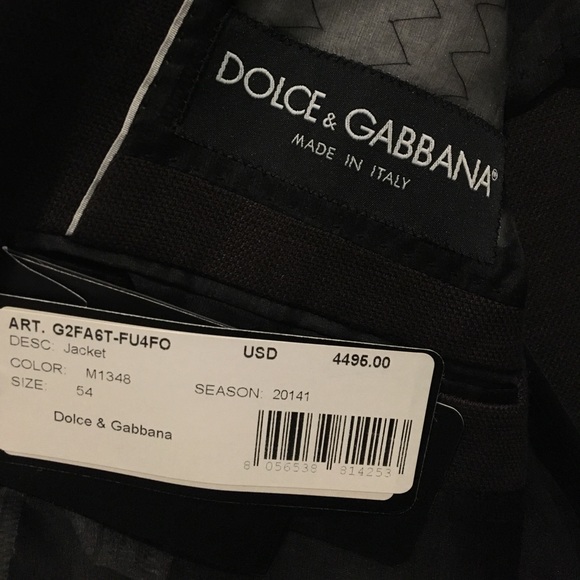 DOLCE & GABBANA®
MADE IN ITALY
ART. G2FA6T-FU4FO
DESC: Jacket
USD 4495.00
COLOR: M1348
SIZE: 54
SEASON: 20141
Dolce & Gabbana
8 056538 814253